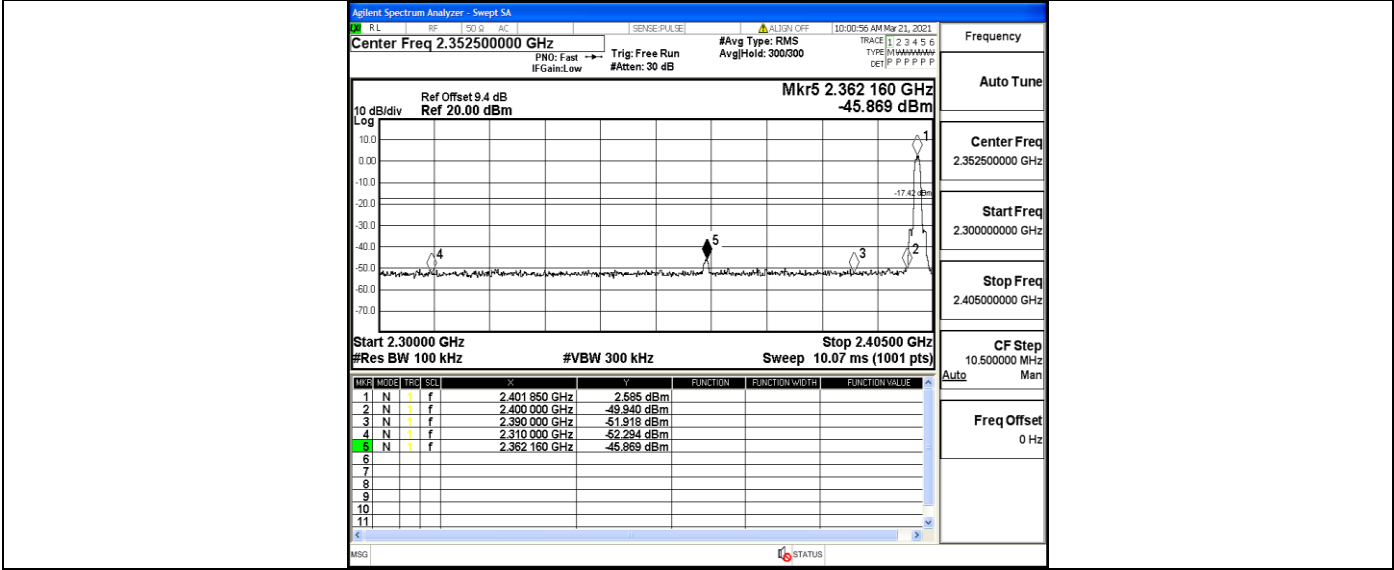 Agilent Spectrum Analyzer - Swept SA
RL RF 50 Ω AC SENSE:PULSE ALIGN OFF 10:00:56 AM Mar 21, 2021
Center Freq 2.352500000 GHz
PNO: Fast
IFGain:Low
Trig: Free Run
#Atten: 30 dB
#Avg Type: RMS
Avg|Hold: 300/300
TRACE 1 2 3 4 5 6
TYPE M
DET P P P P P P
Mkr5 2.362 160 GHz
-45.869 dBm
Ref Offset 9.4 dB
10 dB/div Ref 20.00 dBm
Log
10.0
0.00
-10.0
-20.0
-30.0
-40.0
-50.0
-60.0
-70.0
1
-17.42 dBm
5
4
3
2
Start 2.30000 GHz Stop 2.40500 GHz
#Res BW 100 kHz #VBW 300 kHz Sweep 10.07 ms (1001 pts)
MKR MODE TRC SCL X Y FUNCTION FUNCTION WIDTH FUNCTION VALUE
1 N 1 f 2.401 850 GHz 2.585 dBm
2 N 1 f 2.400 000 GHz -49.940 dBm
3 N 1 f 2.390 000 GHz -51.918 dBm
4 N 1 f 2.310 000 GHz -52.294 dBm
5 N 1 f 2.362 160 GHz -45.869 dBm
6
7
8
9
10
11
MSG STATUS
Frequency
Auto Tune
Center Freq
2.352500000 GHz
Start Freq
2.300000000 GHz
Stop Freq
2.405000000 GHz
CF Step
10.500000 MHz
Auto Man
Freq Offset
0 Hz